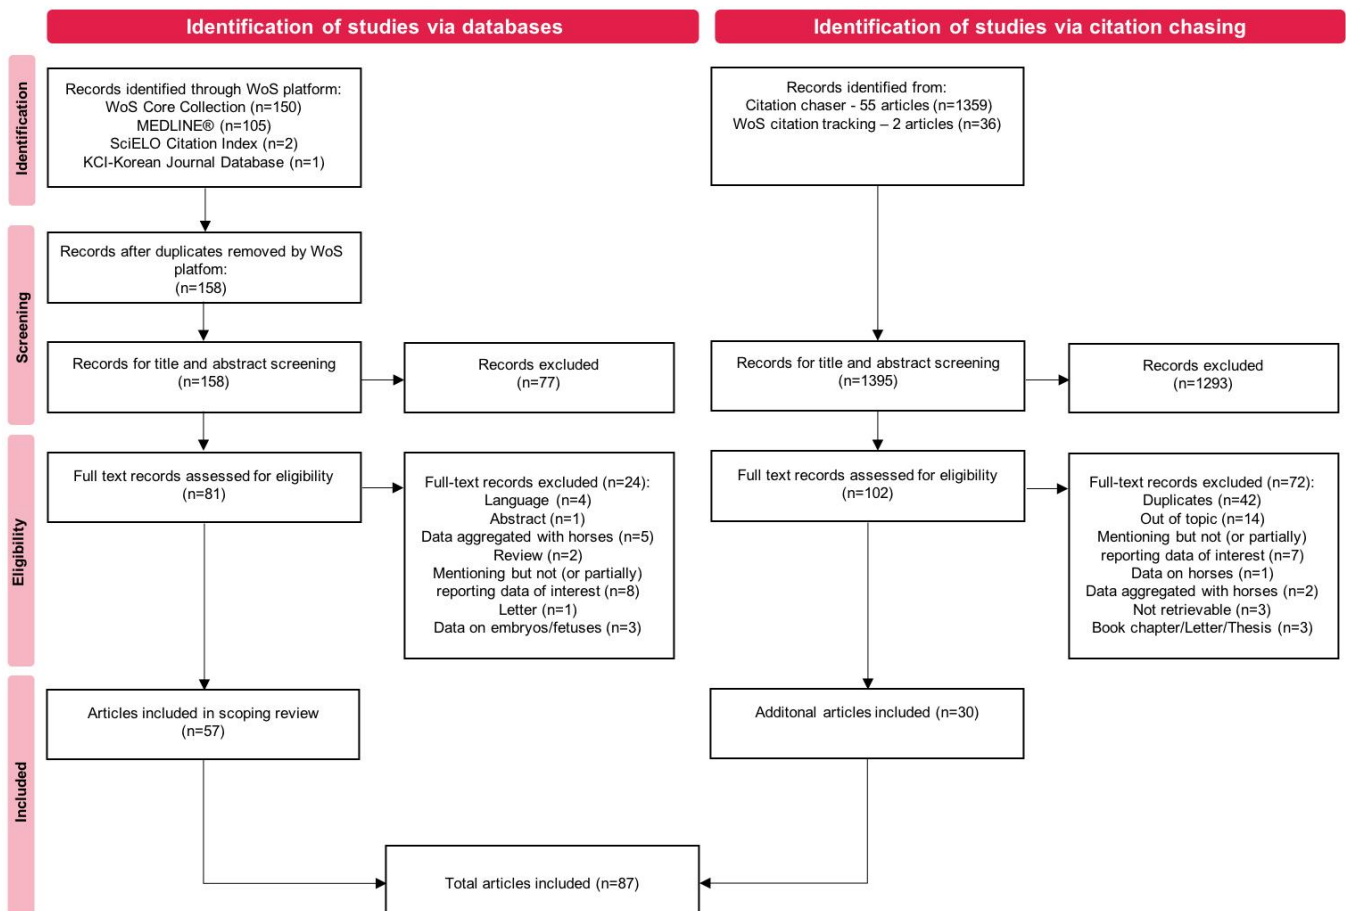 Identification of studies via databases
Identification of studies via citation chasing
Identification
Records identified through WoS platform:
WoS Core Collection (n=150)
MEDLINE® (n=105)
SciELO Citation Index (n=2)
KCI-Korean Journal Database (n=1)
Records identified from:
Citation chaser - 55 articles (n=1359)
WoS citation tracking – 2 articles (n=36)
Screening
Records after duplicates removed by WoS
platfom:
(n=158)
Records for title and abstract screening
(n=158)
Records excluded
(n=77)
Records for title and abstract screening
(n=1395)
Records excluded
(n=1293)
Eligibility
Full text records assessed for eligibility
(n=81)
Full-text records excluded (n=24):
Language (n=4)
Abstract (n=1)
Data aggregated with horses (n=5)
Review (n=2)
Mentioning but not (or partially)
reporting data of interest (n=8)
Letter (n=1)
Data on embryos/fetuses (n=3)
Full text records assessed for eligibility
(n=102)
Full-text records excluded (n=72):
Duplicates (n=42)
Out of topic (n=14)
Mentioning but not (or partially)
reporting data of interest (n=7)
Data on horses (n=1)
Data aggregated with horses (n=2)
Not retrievable (n=3)
Book chapter/Letter/Thesis (n=3)
Included
Articles included in scoping review
(n=57)
Additonal articles included (n=30)
Total articles included (n=87)